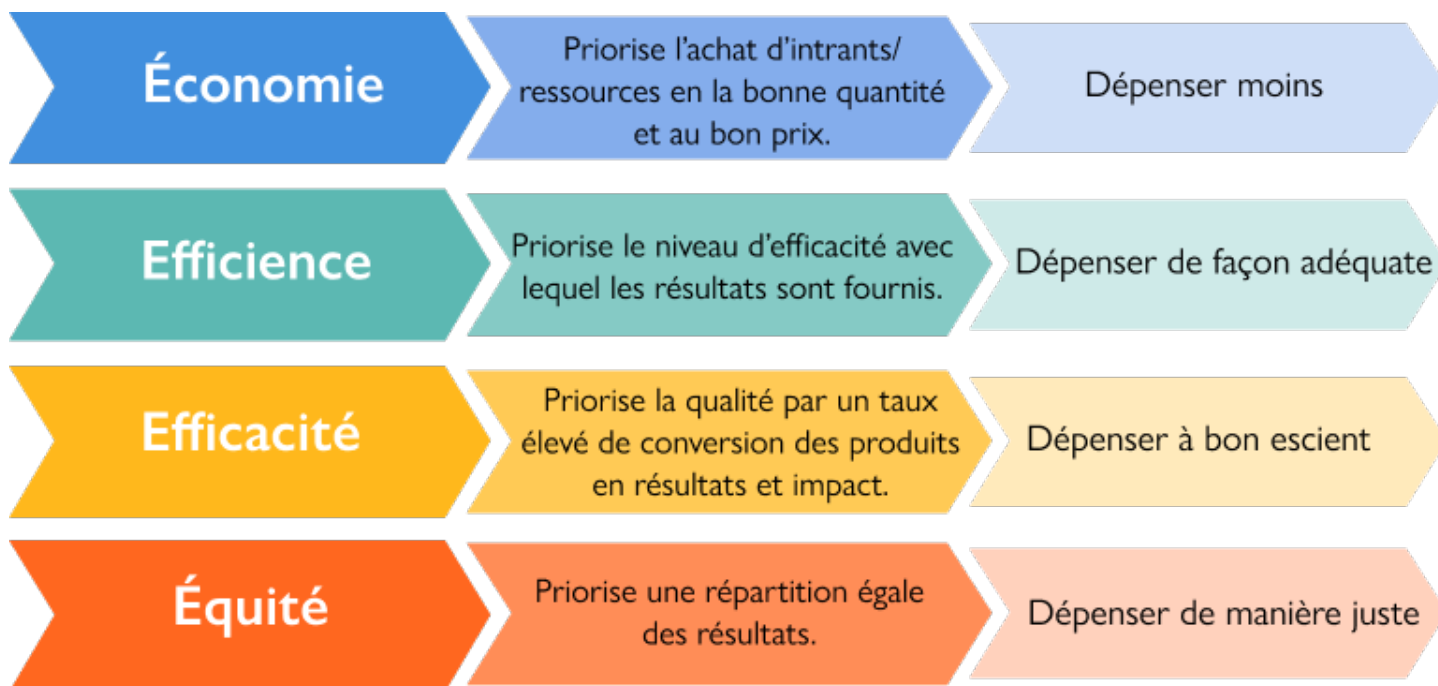 Économie
Priorise l’achat d’intrants/
ressources en la bonne quantité
et au bon prix.
Dépenser moins
Efficience
Priorise le niveau d’efficacité avec
lequel les résultats sont fournis.
Dépenser de façon adéquate
Efficacité
Priorise la qualité par un taux
élevé de conversion des produits
en résultats et impact.
Dépenser à bon escient
Équité
Priorise une répartition égale
des résultats.
Dépenser de manière juste